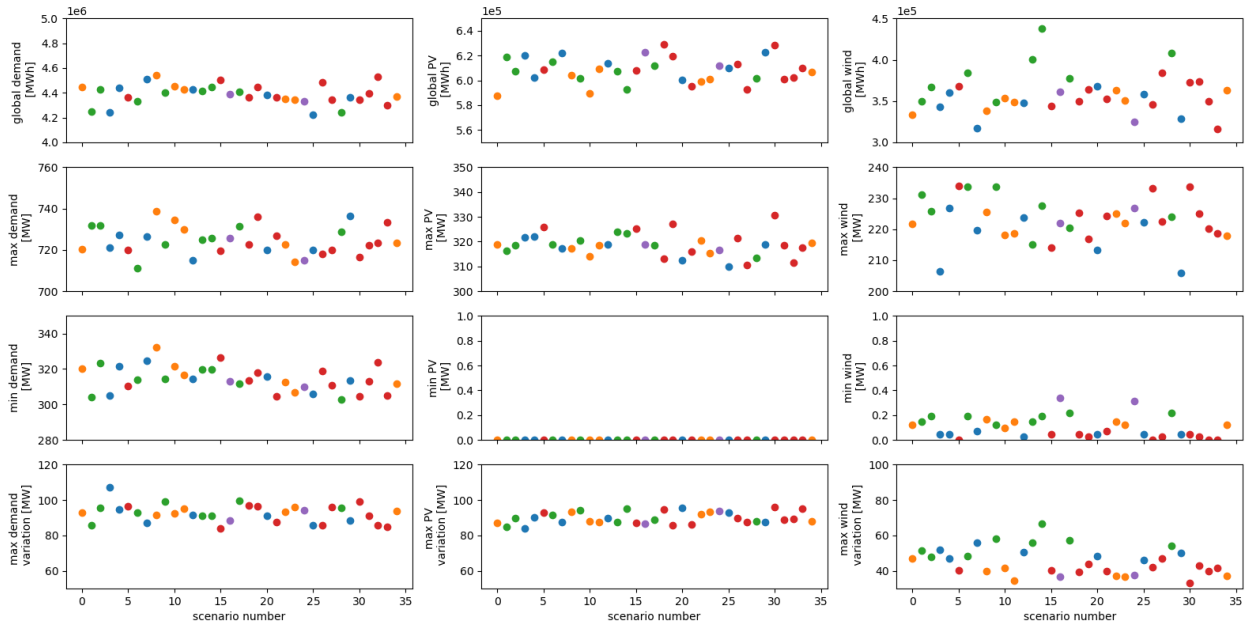 1e6
5.0
4.8
4.6
4.4
4.2
4.0
global demand
[MWh]
1e5
6.4
6.2
6.0
5.8
5.6
global PV
[MWh]
1e5
4.5
4.0
3.5
3.0
global wind
[MWh]
760
740
720
700
max demand
[MW]
350
340
330
320
310
300
max PV
[MW]
240
230
220
210
200
max wind
[MW]
340
320
300
280
min demand
[MW]
1.0
0.8
0.6
0.4
0.2
0.0
min PV
[MW]
1.0
0.8
0.6
0.4
0.2
0.0
min wind
[MW]
120
100
80
60
max demand
variation [MW]
0 5 10 15 20 25 30 35
scenario number
120
100
80
60
max PV
variation [MW]
0 5 10 15 20 25 30 35
scenario number
100
80
60
40
max wind
variation [MW]
0 5 10 15 20 25 30 35
scenario number